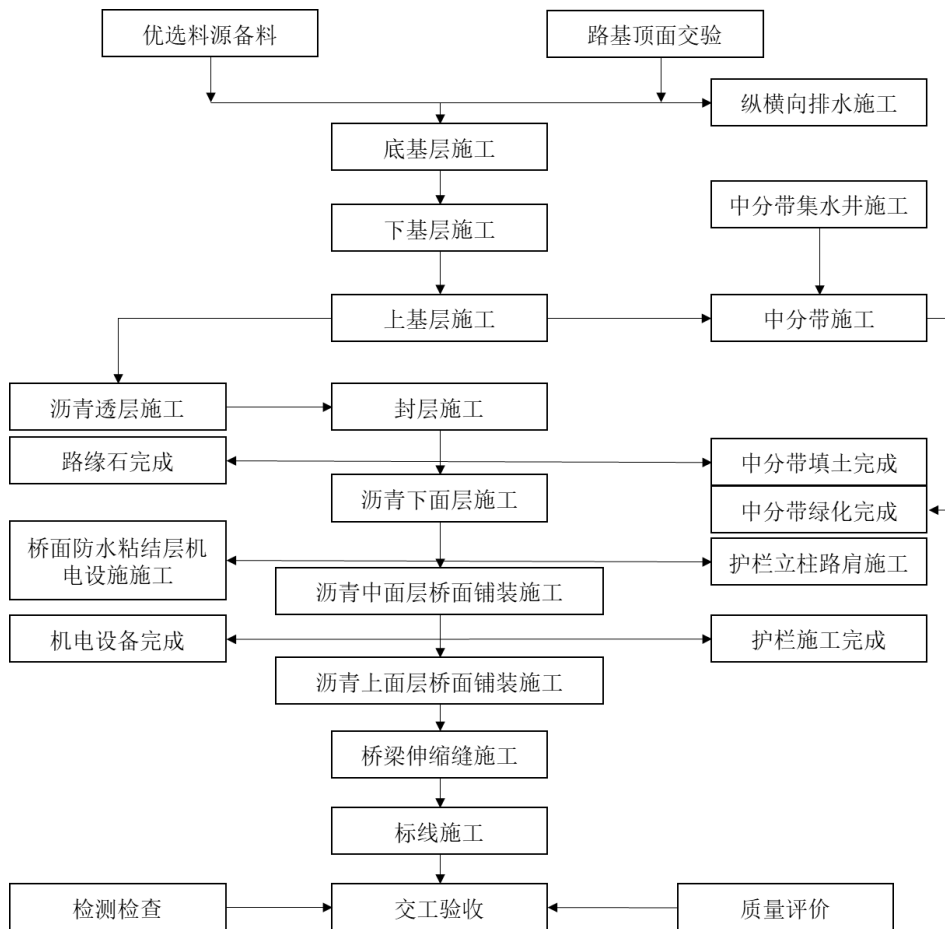 优选料源备料
路基顶面交验
纵横向排水施工
底基层施工
中分带集水井施工
下基层施工
上基层施工
中分带施工
沥青透层施工
封层施工
路缘石完成
中分带填土完成
沥青下面层施工
中分带绿化完成
桥面防水粘结层机
电设施施工
护栏立柱路肩施工
沥青中面层桥面铺装施工
机电设备完成
护栏施工完成
沥青上面层桥面铺装施工
桥梁伸缩缝施工
标线施工
检测检查
交工验收
质量评价